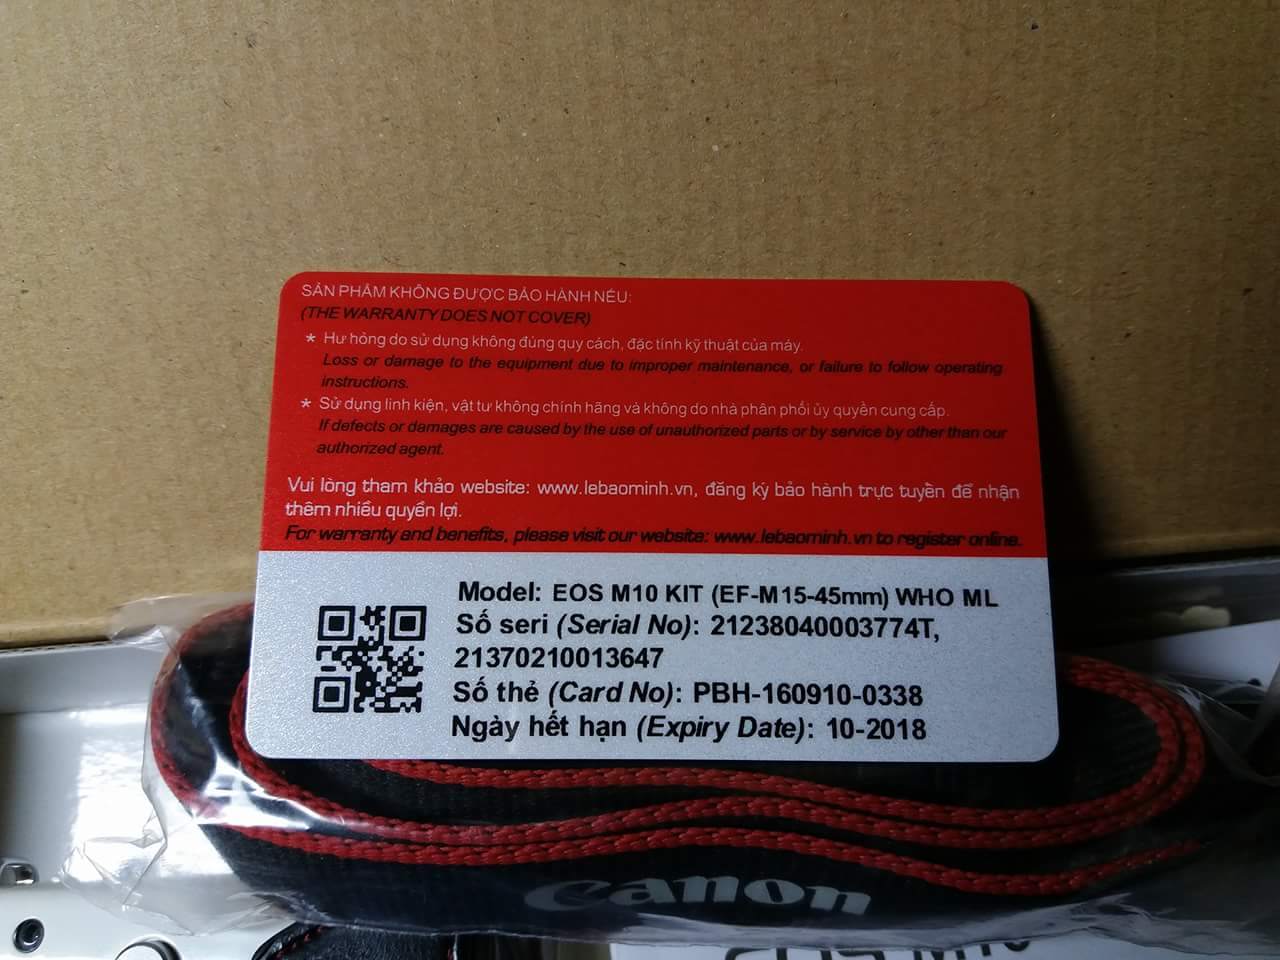 SẢN PHẨM KHÔNG ĐƯỢC BẢO HÀNH NẾU:
(THE WARRANTY DOES NOT COVER)
* Hư hỏng do sử dụng không đúng quy cách, đặc tính kỹ thuật của máy.
Loss or damage to the equipment due to improper maintenance, or failure to follow operating
instructions.
* Sử dụng linh kiện, vật tư không chính hãng và không do nhà phân phối ủy quyền cung cấp.
If defects or damages are caused by the use of unauthorized parts or by service by other than our
authorized agent.
Vui lòng tham khảo website: www.lebaominh.vn, đăng ký bảo hành trực tuyến để nhận
thêm nhiều quyền lợi.
For warranty and benefits, please visit our website: www.lebaominh.vn to register online.
Model: EOS M10 KIT (EF-M15-45mm) WHO ML
Số seri (Serial No): 21238040003774T,
21370210013647
Số thẻ (Card No): PBH-160910-0338
Ngày hết hạn (Expiry Date): 10-2018
Canon